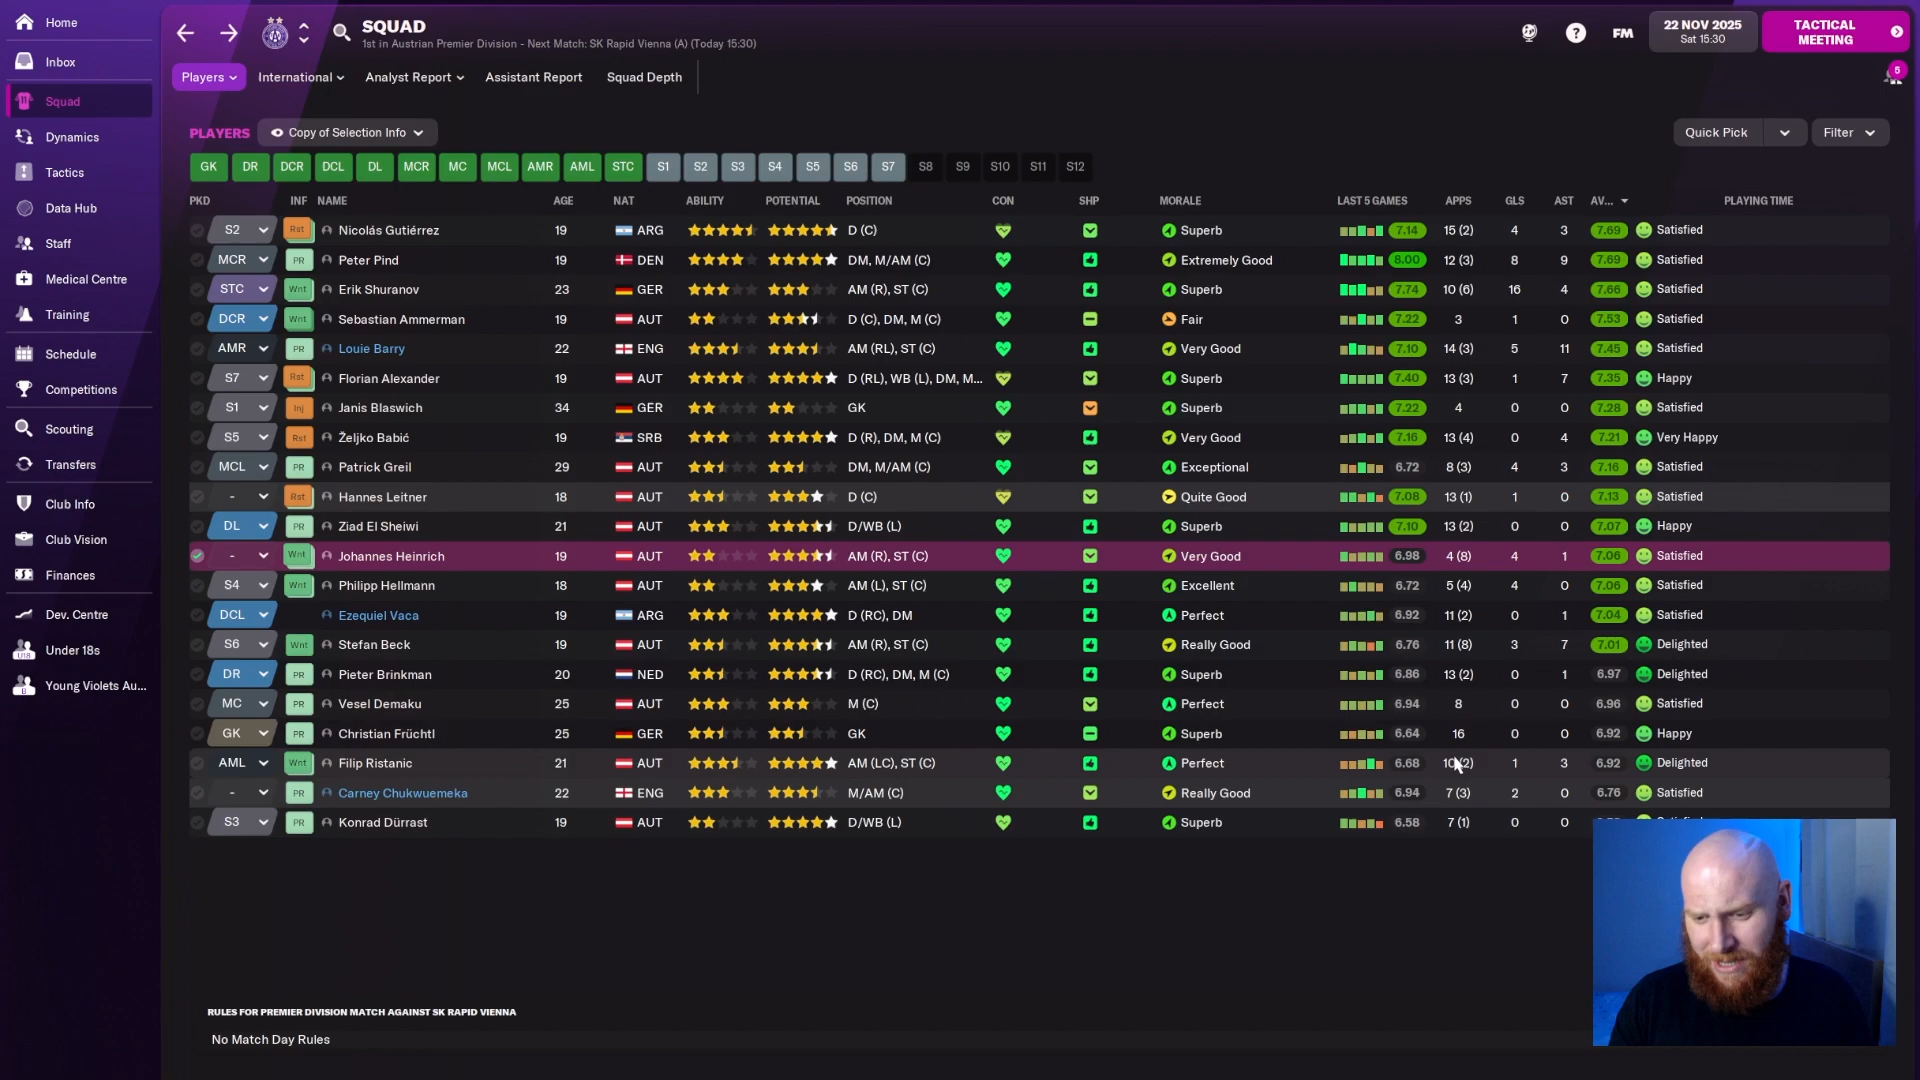 Home
Inbox
Squad
Dynamics
Tactics
Data Hub
Staff
Medical Centre
Training
Schedule
Competitions
Scouting
Transfers
Club Info
Club Vision
Finances
Dev. Centre
Under 18s
Young Violets Au...
SQUAD
1st in Austrian Premier Division - Next Match: SK Rapid Vienna (A) (Today 15:30)
FM
22 NOV 2025
Sat 15:30
TACTICAL MEETING
5
Players International Analyst Report Assistant Report Squad Depth
PLAYERS Copy of Selection Info Quick Pick Filter
GK DR DCR DCL DL MCR MC MCL AMR AML STC S1 S2 S3 S4 S5 S6 S7 S8 S9 S10 S11 S12
PKD INF NAME AGE NAT ABILITY POTENTIAL POSITION CON SHP MORALE LAST 5 GAMES APPS GLS AST AV... PLAYING TIME
S2 Rst Nicolás Gutiérrez 19 ARG D (C) Superb 7.14 15 (2) 4 3 7.69 Satisfied
MCR PR Peter Pind 19 DEN DM, M/AM (C) Extremely Good 8.00 12 (3) 8 9 7.69 Satisfied
STC Wnt Erik Shuranov 23 GER AM (R), ST (C) Superb 7.74 10 (6) 16 4 7.66 Satisfied
DCR Wnt Sebastian Ammerman 19 AUT D (C), DM, M (C) Fair 7.22 3 1 0 7.53 Satisfied
AMR PR Louie Barry 22 ENG AM (RL), ST (C) Very Good 7.10 14 (3) 5 11 7.45 Satisfied
S7 Rst Florian Alexander 19 AUT D (RL), WB (L), DM, M... Superb 7.40 13 (3) 1 7 7.35 Happy
S1 Inj Janis Blaswich 34 GER GK Superb 7.22 4 0 0 7.28 Satisfied
S5 Rst Željko Babić 19 SRB D (R), DM, M (C) Very Good 7.16 13 (4) 0 4 7.21 Very Happy
MCL PR Patrick Greil 29 AUT DM, M/AM (C) Exceptional 6.72 8 (3) 4 3 7.16 Satisfied
- Rst Hannes Leitner 18 AUT D (C) Quite Good 7.08 13 (1) 1 0 7.13 Satisfied
DL PR Ziad El Sheiwi 21 AUT D/WB (L) Superb 7.10 13 (2) 0 0 7.07 Happy
- Wnt Johannes Heinrich 19 AUT AM (R), ST (C) Very Good 6.98 4 (8) 4 1 7.06 Satisfied
S4 Wnt Philipp Hellmann 18 AUT AM (L), ST (C) Excellent 6.72 5 (4) 4 0 7.06 Satisfied
DCL Ezequiel Vaca 19 ARG D (RC), DM Perfect 6.92 11 (2) 0 1 7.04 Satisfied
S6 Wnt Stefan Beck 19 AUT AM (R), ST (C) Really Good 6.76 11 (8) 3 7 7.01 Delighted
DR PR Pieter Brinkman 20 NED D (RC), DM, M (C) Superb 6.86 13 (2) 0 1 6.97 Delighted
MC PR Vesel Demaku 25 AUT M (C) Perfect 6.94 8 0 0 6.96 Satisfied
GK PR Christian Früchtl 25 GER GK Superb 6.64 16 0 0 6.92 Happy
AML Wnt Filip Ristanic 21 AUT AM (LC), ST (C) Perfect 6.68 10 (2) 1 3 6.92 Delighted
- PR Carney Chukwuemeka 22 ENG M/AM (C) Really Good 6.94 7 (3) 2 0 6.76 Satisfied
S3 PR Konrad Dürrast 19 AUT D/WB (L) Superb 6.58 7 (1) 0 0
RULES FOR PREMIER DIVISION MATCH AGAINST SK RAPID VIENNA
No Match Day Rules